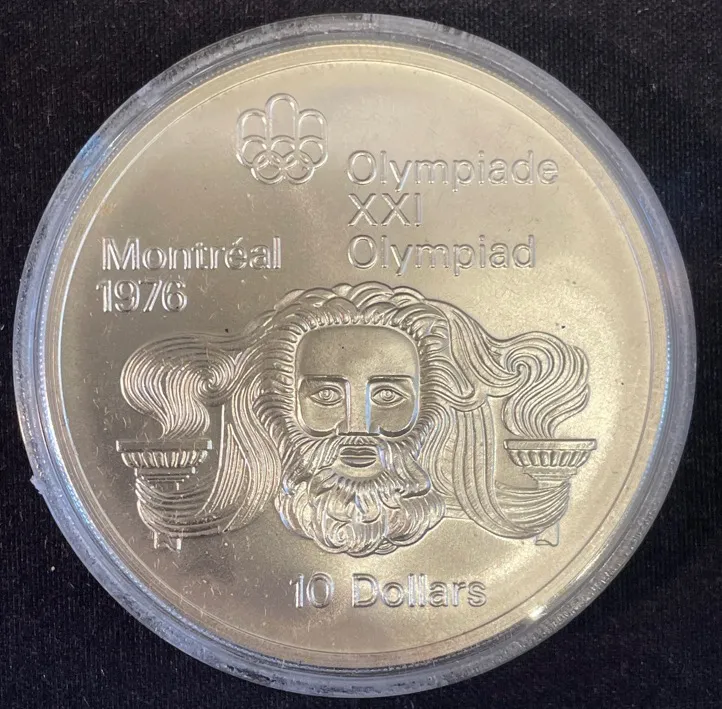 Olympiade
XXI
Olympiad
Montréal
1976
10 Dollars